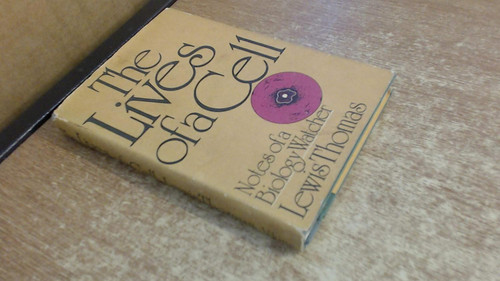 The
Lives
of a Cell
Notes of a
Biology Watcher
Lewis Thomas